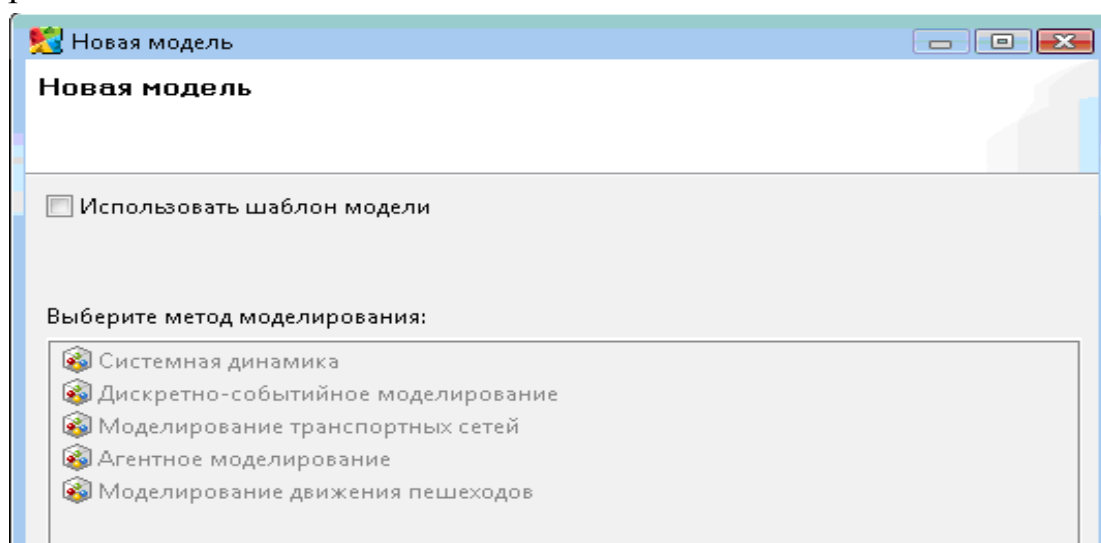 Новая модель
Новая модель
Использовать шаблон модели
Выберите метод моделирования:
Системная динамика
Дискретно-событийное моделирование
Моделирование транспортных сетей
Агентное моделирование
Моделирование движения пешеходов